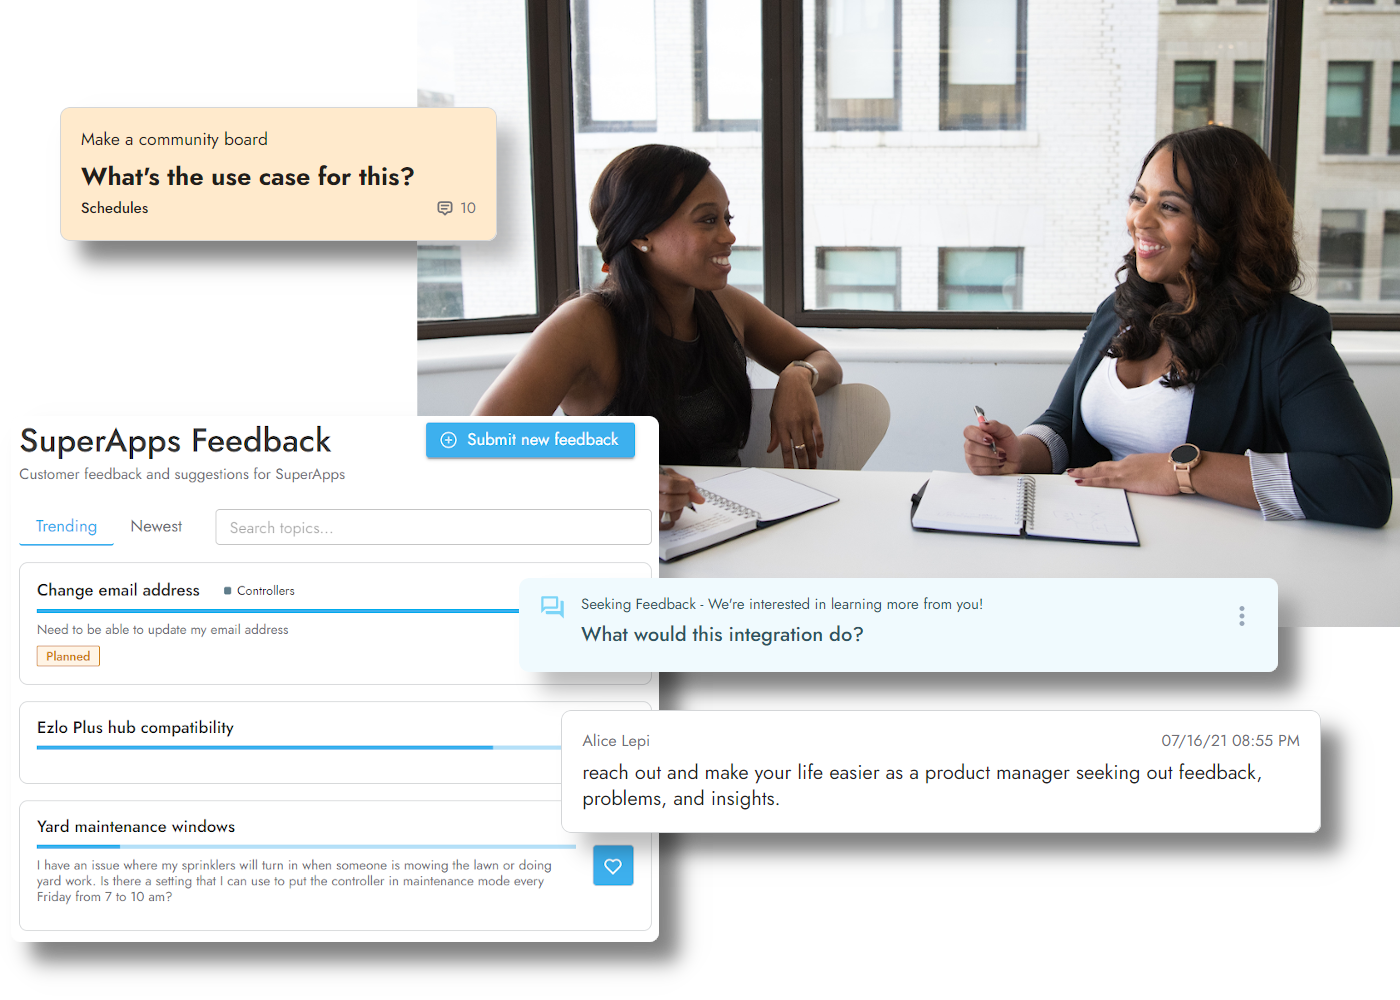 Make a community board
What's the use case for this?
Schedules
10
SuperApps Feedback
Submit new feedback
Customer feedback and suggestions for SuperApps
Trending
Newest
Search topics...
Change email address
Controllers
Need to be able to update my email address
Planned
Seeking Feedback - We're interested in learning more from you!
What would this integration do?
Ezlo Plus hub compatibility
Alice Lepi
07/16/21 08:55 PM
reach out and make your life easier as a product manager seeking out feedback,
problems, and insights.
Yard maintenance windows
I have an issue where my sprinklers will turn in when someone is mowing the lawn or doing
yard work. Is there a setting that I can use to put the controller in maintenance mode every
Friday from 7 to 10 am?